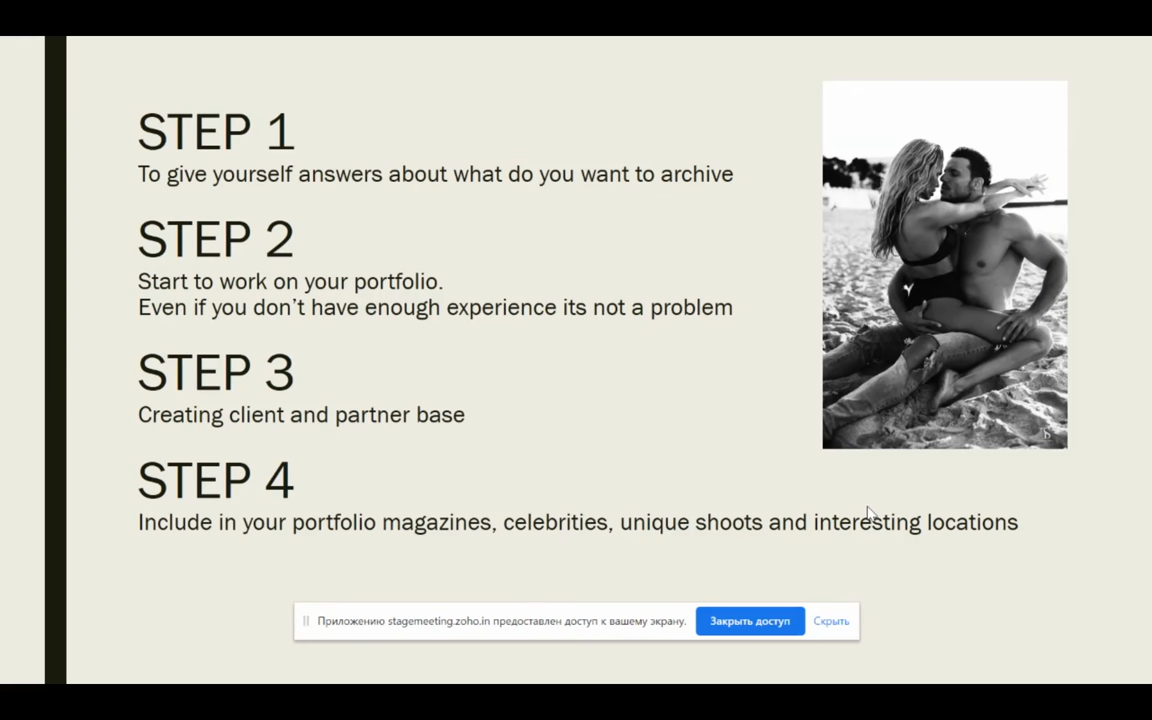 STEP 1
To give yourself answers about what do you want to archive
STEP 2
Start to work on your portfolio.
Even if you don’t have enough experience its not a problem
STEP 3
Creating client and partner base
STEP 4
Include in your portfolio magazines, celebrities, unique shoots and interesting locations
Приложению stagemeeting.zoho.in предоставлен доступ к вашему экрану.
Закрыть доступ
Скрыть